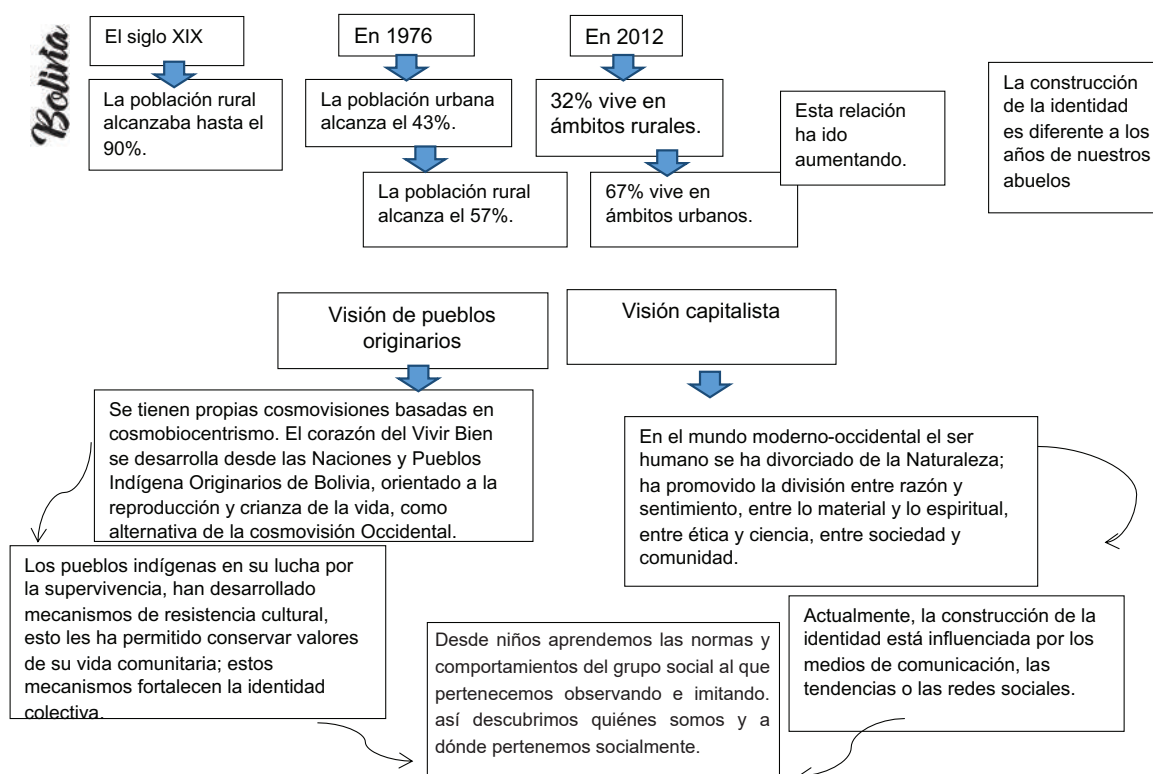 Bolivia
El siglo XIX
En 1976
En 2012
La población rural
alcanzaba hasta el
90%.
La población urbana
alcanza el 43%.
La población rural
alcanza el 57%.
32% vive en
ámbitos rurales.
67% vive en
ámbitos urbanos.
Esta relación
ha ido
aumentando.
La construcción
de la identidad
es diferente a los
años de nuestros
abuelos
Visión de pueblos
originarios
Visión capitalista
Se tienen propias cosmovisiones basadas en
cosmobiocentrismo. El corazón del Vivir Bien
se desarrolla desde las Naciones y Pueblos
Indígena Originarios de Bolivia, orientado a la
reproducción y crianza de la vida, como
alternativa de la cosmovisión Occidental.
En el mundo moderno-occidental el ser
humano se ha divorciado de la Naturaleza;
ha promovido la división entre razón y
sentimiento, entre lo material y lo espiritual,
entre ética y ciencia, entre sociedad y
comunidad.
Los pueblos indígenas en su lucha por
la supervivencia, han desarrollado
mecanismos de resistencia cultural,
esto les ha permitido conservar valores
de su vida comunitaria; estos
mecanismos fortalecen la identidad
colectiva.
Desde niños aprendemos las normas y
comportamientos del grupo social al que
pertenecemos observando e imitando.
así descubrimos quiénes somos y a
dónde pertenemos socialmente.
Actualmente, la construcción de la
identidad está influenciada por los
medios de comunicación, las
tendencias o las redes sociales.